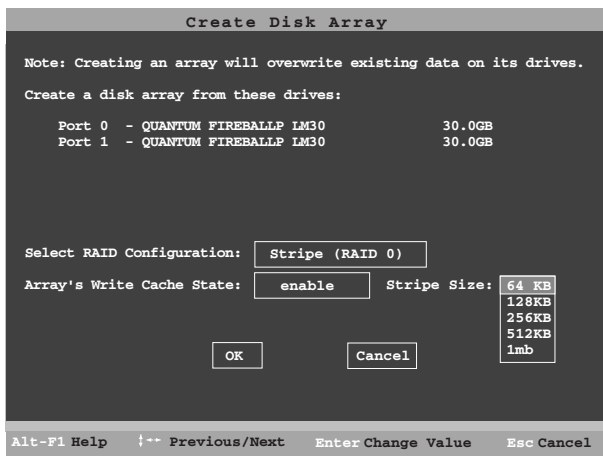 Create Disk Array
Note: Creating an array will overwrite existing data on its drives.
Create a disk array from these drives:
Port 0 - QUANTUM FIREBALLP LM30 30.0GB
Port 1 - QUANTUM FIREBALLP LM30 30.0GB
Select RAID Configuration: Stripe (RAID 0)
Array's Write Cache State: enable Stripe Size: 64 KB
128KB
256KB
512KB
1mb
OK Cancel
Alt-F1 Help Previous/Next Enter Change Value Esc Cancel